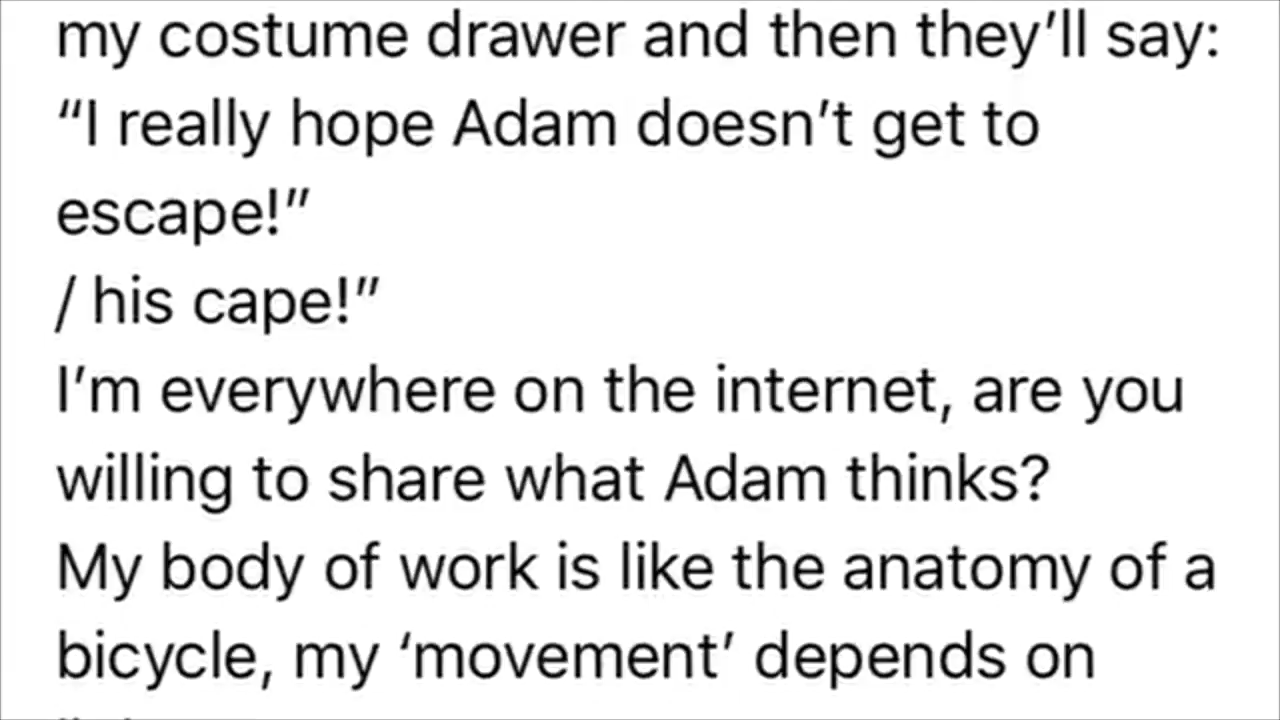 my costume drawer and then they’ll say:
“I really hope Adam doesn’t get to
escape!”
/ his cape!”
I’m everywhere on the internet, are you
willing to share what Adam thinks?
My body of work is like the anatomy of a
bicycle, my ‘movement’ depends on